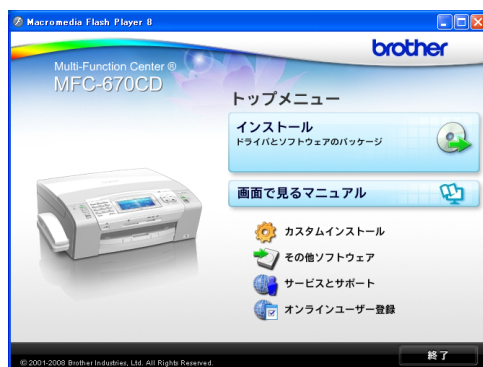 Macromedia Flash Player 8
brother
Multi-Function Center ®
MFC-670CD
トップメニュー
インストール
ドライバとソフトウェアのパッケージ
画面で見るマニュアル
カスタムインストール
その他ソフトウェア
サービスとサポート
オンラインユーザー登録
© 2001-2008 Brother Industries, Ltd. All Rights Reserved.
終了